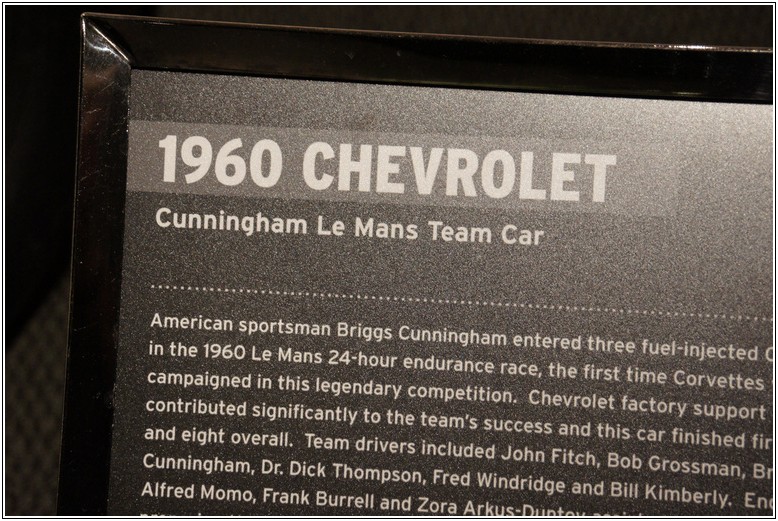 1960 CHEVROLET
Cunningham Le Mans Team Car
American sportsman Briggs Cunningham entered three fuel-injected
in the 1960 Le Mans 24-hour endurance race, the first time Corvettes
campaigned in this legendary competition. Chevrolet factory support
contributed significantly to the team's success and this car finished
and eight overall. Team drivers included John Fitch, Bob Grossman,
Cunningham, Dr. Dick Thompson, Fred Windridge and Bill Kimberly.
Alfred Momo, Frank Burrell and Zora Arkus-Duntov